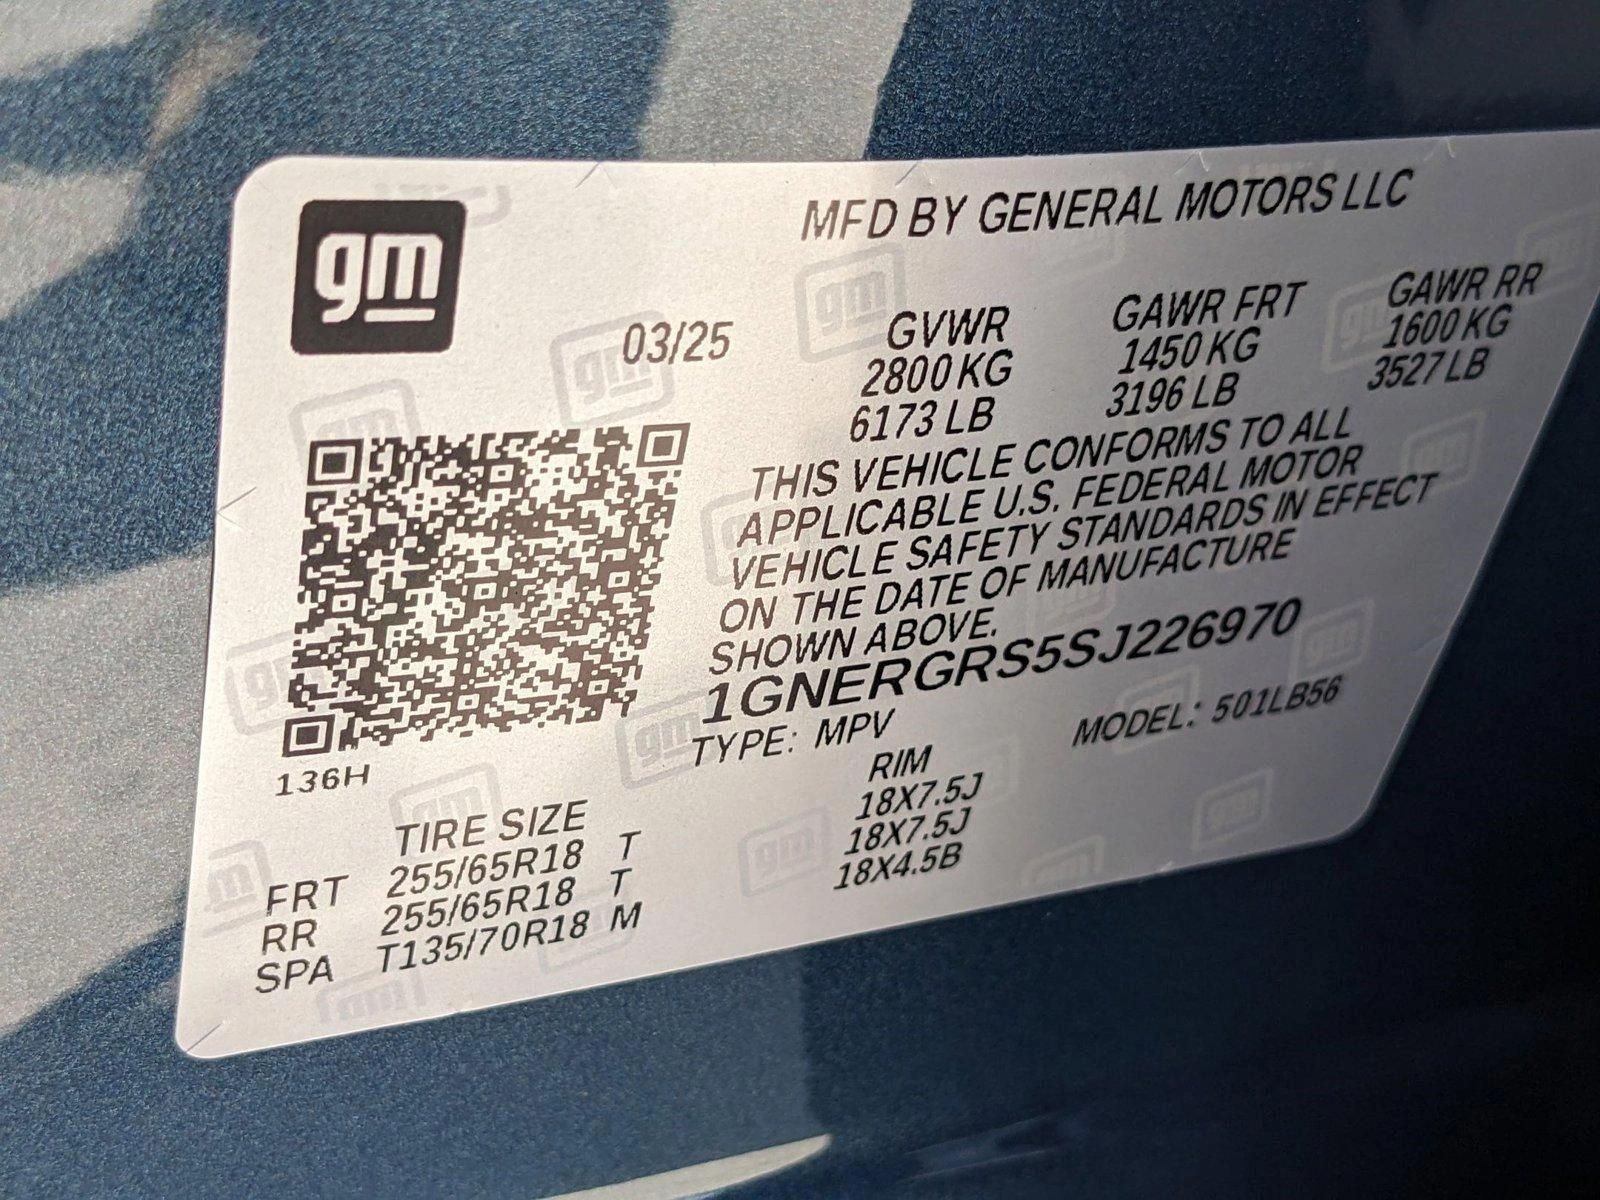 gm
MFD BY GENERAL MOTORS LLC
03/25
GVWR GAWR FRT GAWR RR
2800 KG 1450 KG 1600 KG
6173 LB 3196 LB 3527 LB
THIS VEHICLE CONFORMS TO ALL
APPLICABLE U.S. FEDERAL MOTOR
VEHICLE SAFETY STANDARDS IN EFFECT
ON THE DATE OF MANUFACTURE
SHOWN ABOVE.
1GNERGRS5SJ226970
TYPE: MPV MODEL: 501LB56
136H
TIRE SIZE RIM
FRT 255/65R18 T 18X7.5J
RR 255/65R18 T 18X7.5J
SPA T135/70R18 M 18X4.5B